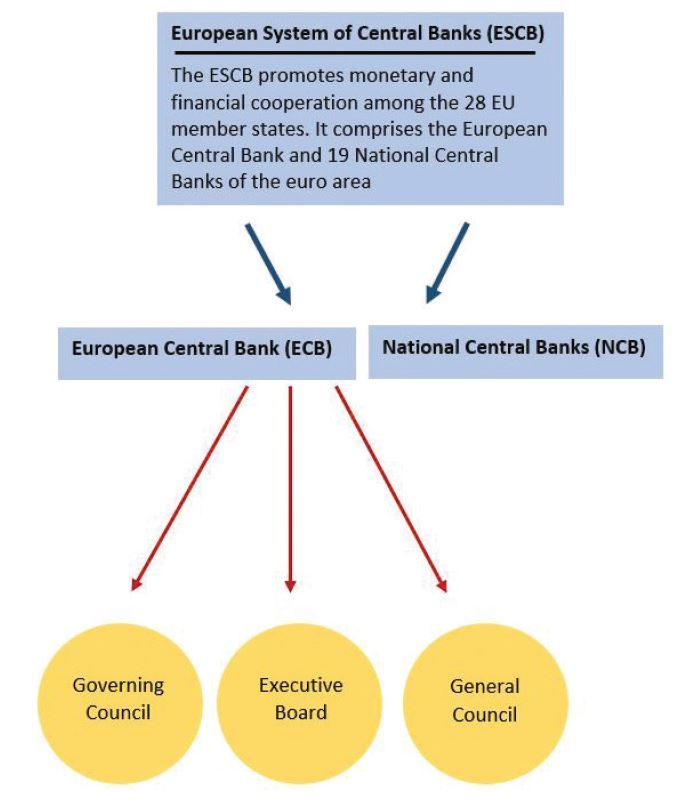 European System of Central Banks (ESCB)
The ESCB promotes monetary and
financial cooperation among the 28 EU
member states. It comprises the European
Central Bank and 19 National Central
Banks of the euro area
European Central Bank (ECB)
National Central Banks (NCB)
Governing
Council
Executive
Board
General
Council